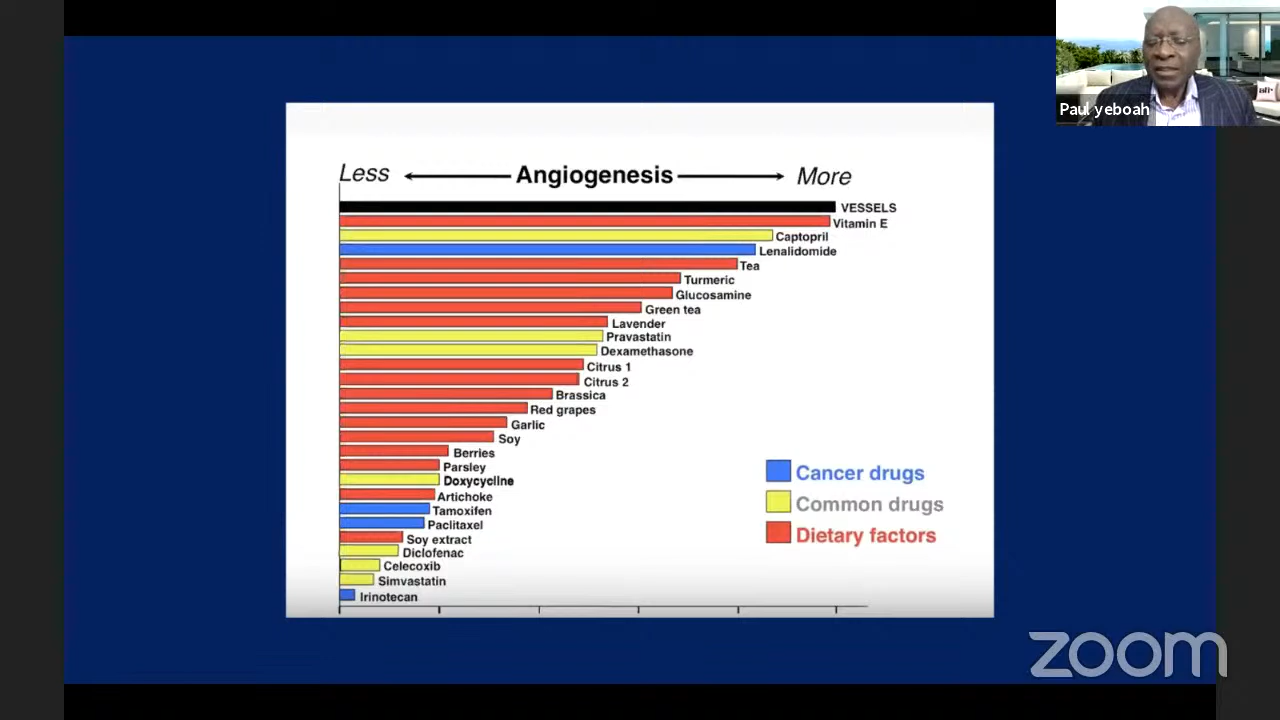 Paul yeboah
Less Angiogenesis More
VESSELS
Vitamin E
Captopril
Lenalidomide
Tea
Turmeric
Glucosamine
Green tea
Lavender
Pravastatin
Dexamethasone
Citrus 1
Citrus 2
Brassica
Red grapes
Garlic
Soy
Berries
Parsley
Doxycycline
Artichoke
Tamoxifen
Paclitaxel
Soy extract
Diclofenac
Celecoxib
Simvastatin
Irinotecan
Cancer drugs
Common drugs
Dietary factors
zoom